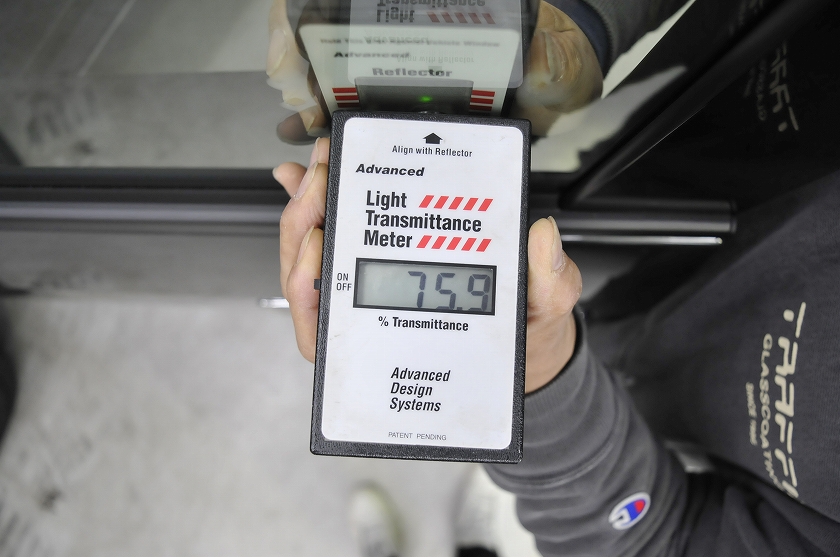 Light
Advanced
Reflector
Align with Reflector
Advanced
Light
Transmittance
Meter
ON
OFF
75.9
% Transmittance
Advanced
Design
Systems
PATENT PENDING